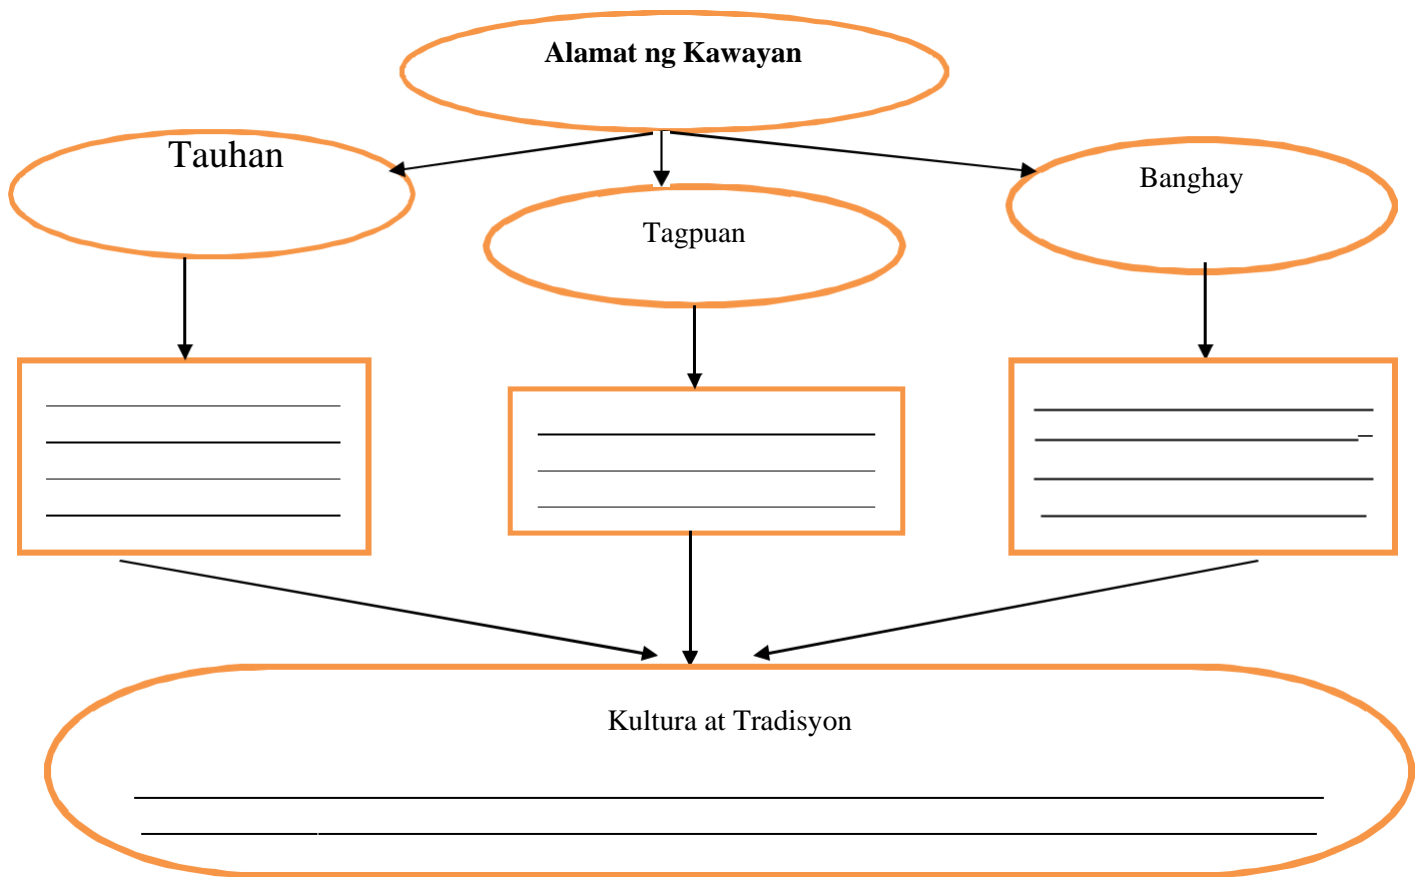 Alamat ng Kawayan
Tauhan
Tagpuan
Banghay
Kultura at Tradisyon